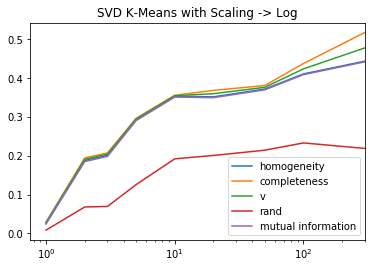 SVD K-Means with Scaling -> Log
0.5
0.4
0.3
0.2
0.1
0.0
homogeneity
completeness
v
rand
mutual information
10⁰ 10¹ 10²